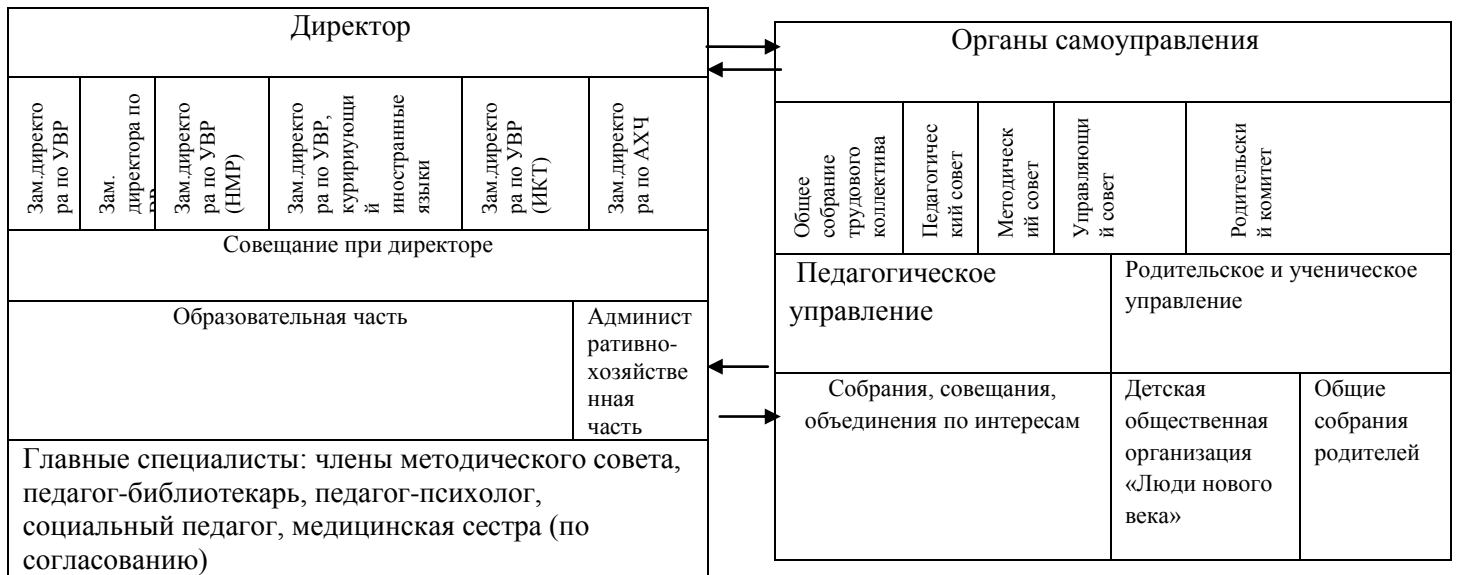 Директор
Зам.директо
ра по УВР
Зам.
директора по
Зам.директо
ра по УВР
(НМР)
Зам.директо
ра по УВР,
куририующи
й
иностранные
языки
Зам.директо
ра по УВР
(ИКТ)
Зам.директо
ра по АХЧ
Совещание при директоре
Образовательная часть
Админист
ративно-
хозяйстве
нная
часть
Главные специалисты: члены методического совета,
педагог-библиотекарь, педагог-психолог,
социальный педагог, медицинская сестра (по
согласованию)
Органы самоуправления
Общее
собрание
трудового
коллектива
Педагогичес
кий совет
Методическ
ий совет
Управляющи
й совет
Родительски
й комитет
Педагогическое
управление
Родительское и ученическое
управление
Собрания, совещания,
объединения по интересам
Детская
общественная
организация
«Люди нового
века»
Общие
собрания
родителей